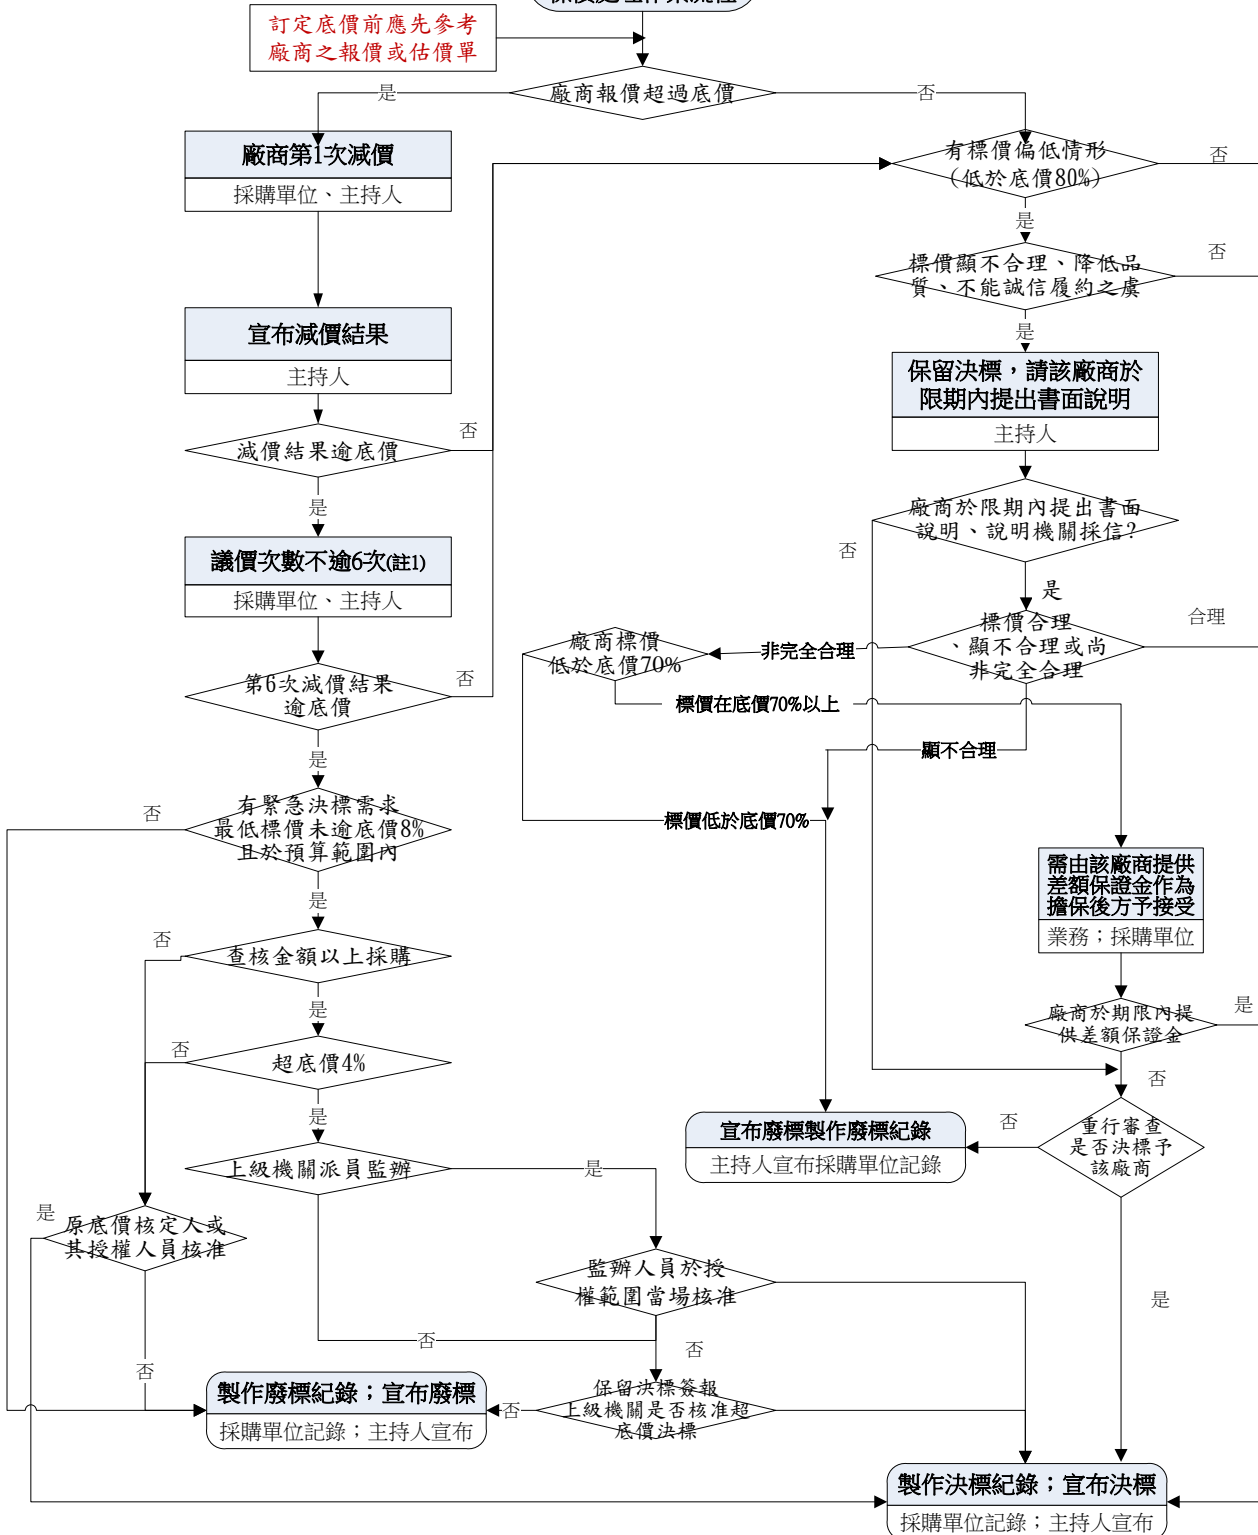 訂定底價前應先參考
廠商之報價或估價單
廠商報價超過底價
是
否
廠商第1次減價
採購單位、主持人
有標價偏低情形
(低於底價80%)
否
是
標價顯不合理、降低品
質、不能誠信履約之虞
否
是
宣布減價結果
主持人
保留決標，請該廠商於
限期內提出書面說明
主持人
減價結果逾底價
否
是
廠商於限期內提出書面
說明、說明機關採信?
否
是
議價次數不逾6次(註1)
採購單位、主持人
標價合理
、顯不合理或尚
非完全合理
合理
非完全合理
顯不合理
廠商標價
低於底價70%
標價在底價70%以上
標價低於底價70%
第6次減價結果
逾底價
否
是
有緊急決標需求
最低標價未逾底價8%
且於預算範圍內
否
是
需由該廠商提供
差額保證金作為
擔保後方予接受
業務；採購單位
查核金額以上採購
否
是
廠商於期限內提
供差額保證金
是
否
超底價4%
否
是
宣布廢標製作廢標紀錄
主持人宣布採購單位記錄
重行審查
是否決標予
該廠商
否
是
上級機關派員監辦
是
否
原底價核定人或
其授權人員核准
是
否
監辦人員於授
權範圍當場核准
否
保留決標簽報
上級機關是否核准超
底價決標
否
製作廢標紀錄；宣布廢標
採購單位記錄；主持人宣布
製作決標紀錄；宣布決標
採購單位記錄；主持人宣布